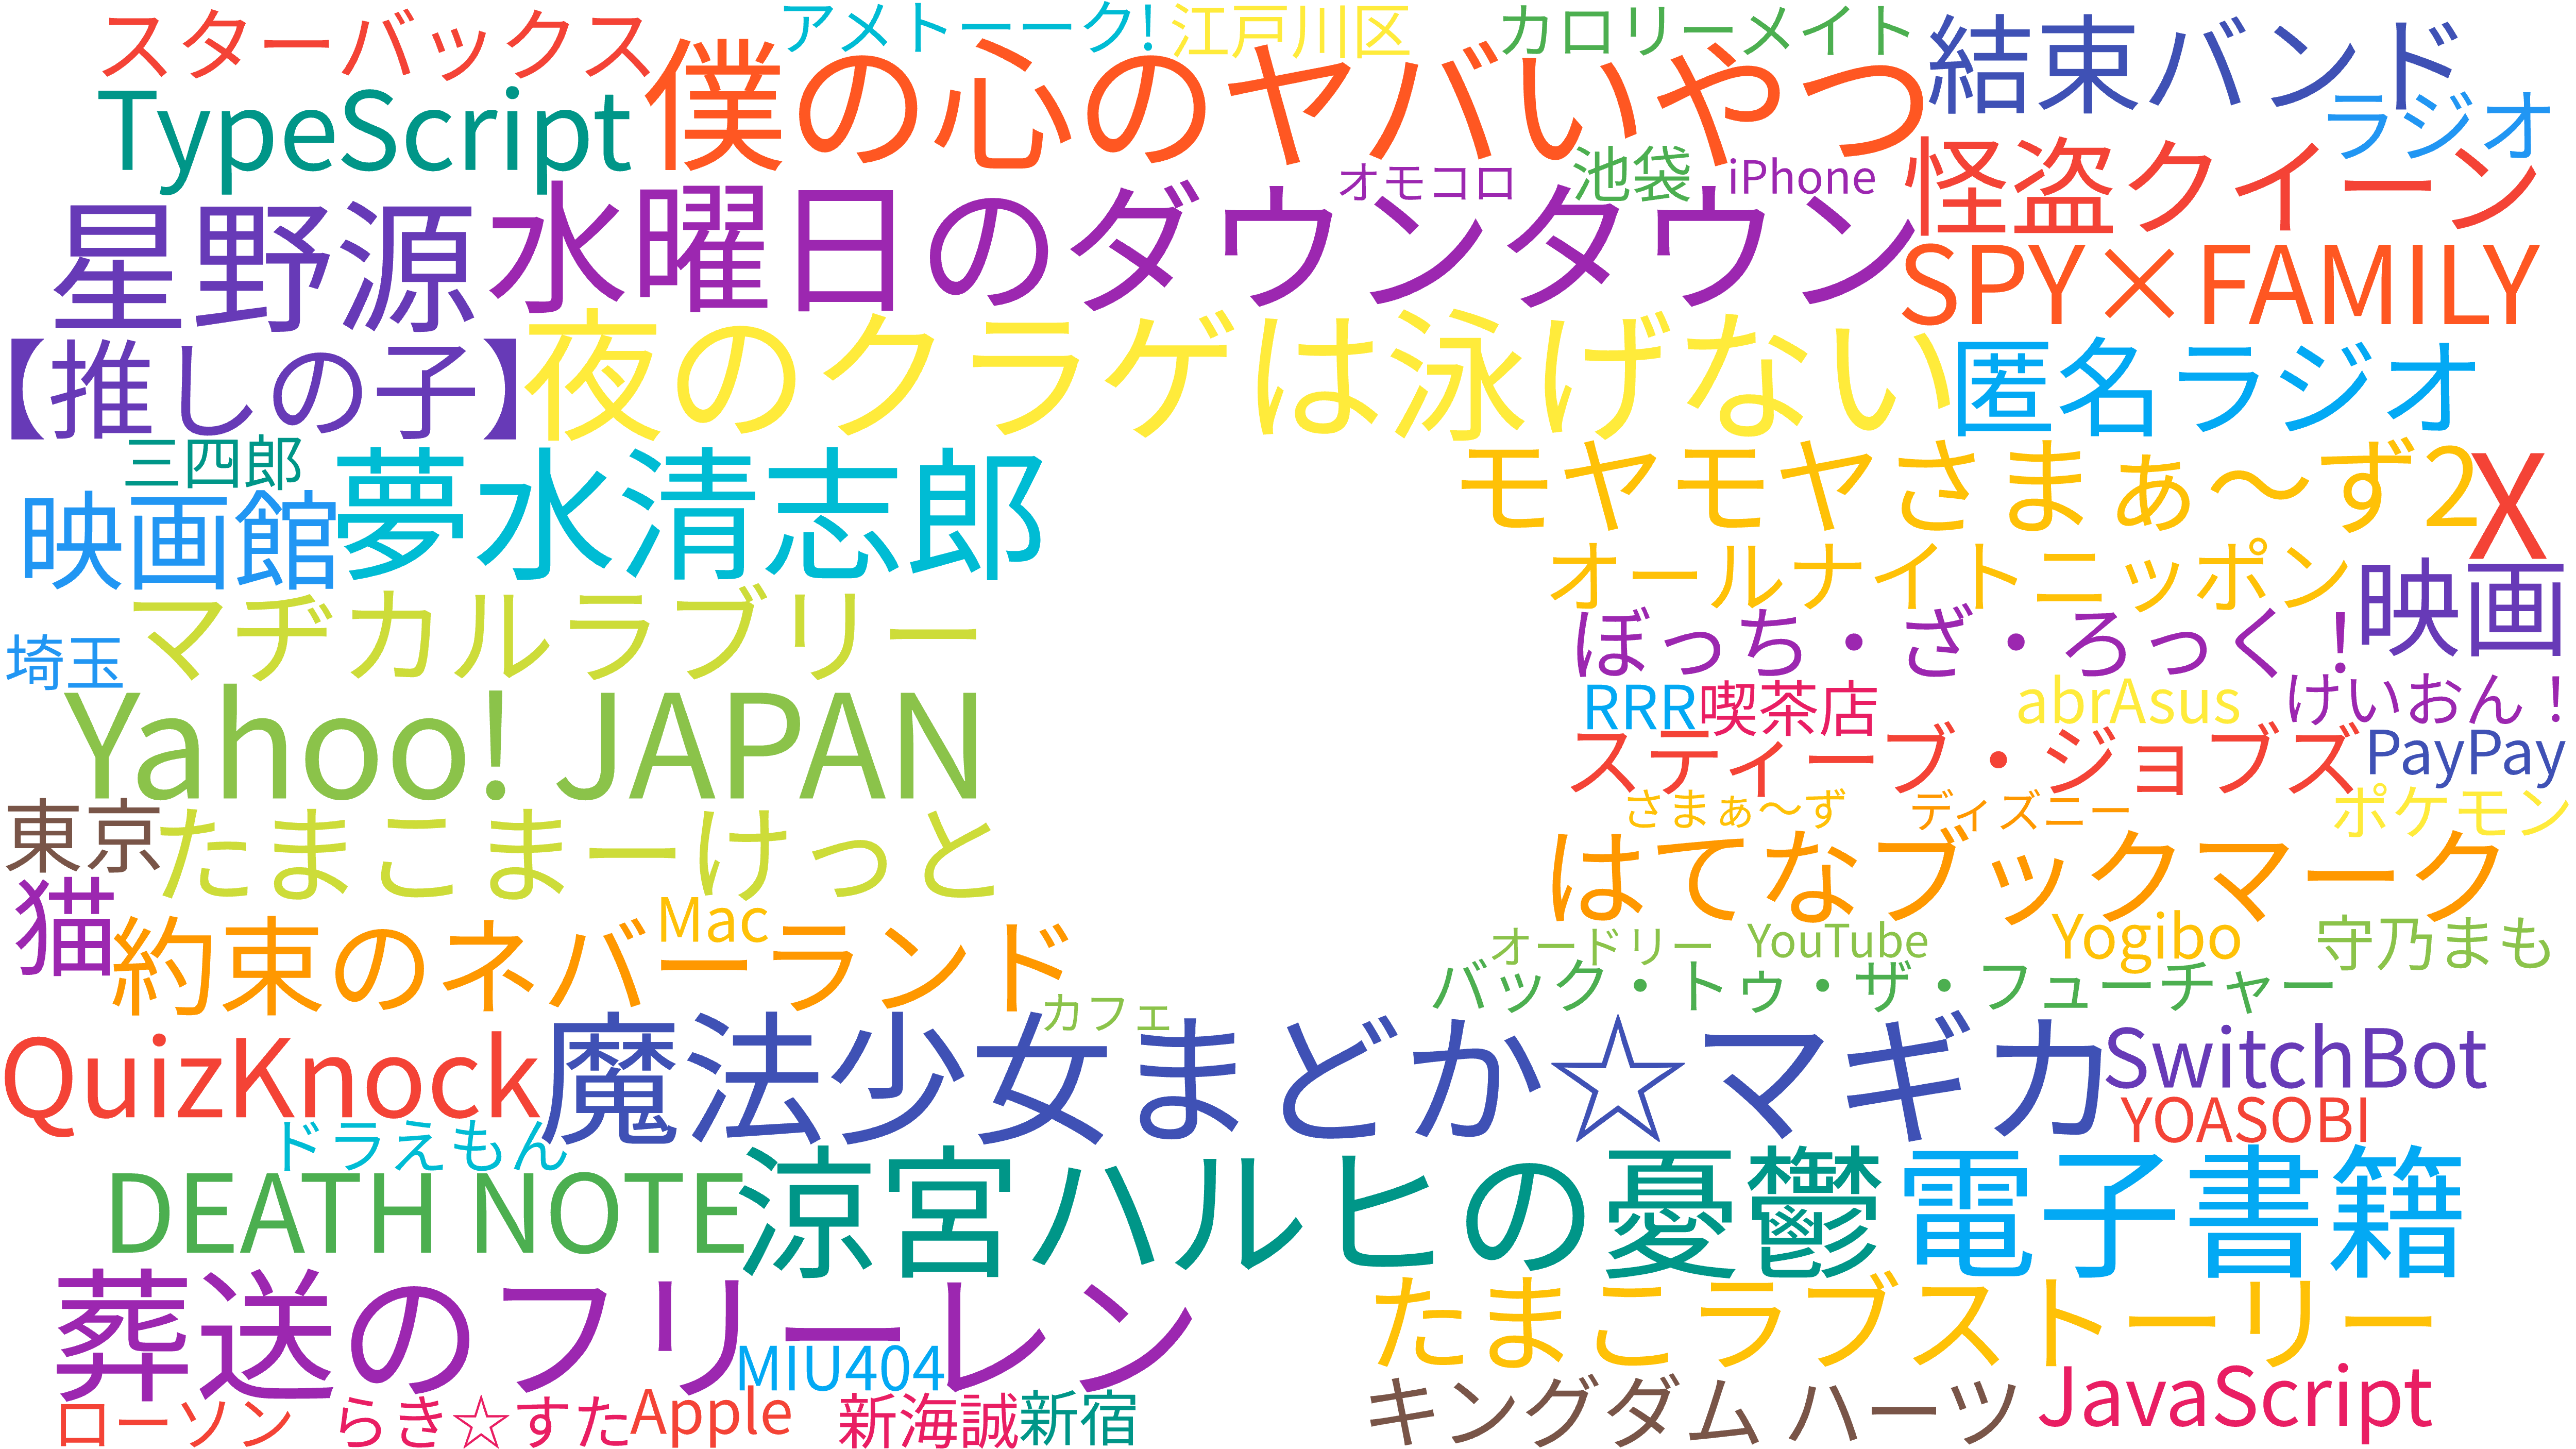 スターバックス
アメトーーク!
江戸川区
カロリーメイト
結束バンド
TypeScript
僕の心のヤバいやつ
ラジオ
オモコロ
池袋
iPhone
怪盗クイーン
星野源
水曜日のダウンタウン
SPY×FAMILY
【推しの子】
夜のクラゲは泳げない
匿名ラジオ
三四郎
夢水清志郎
モヤモヤさまぁ〜ず2
X
映画館
オールナイトニッポン
映画
マヂカルラブリー
ぼっち・ざ・ろっく！
埼玉
RRR
喫茶店
abrAsus
けいおん！
Yahoo! JAPAN
スティーブ・ジョブズ
PayPay
さまぁ〜ず
ディズニー
ポケモン
東京
たまこまーけっと
はてなブックマーク
猫
Mac
約束のネバーランド
オードリー
YouTube
Yogibo
守乃まも
バック・トゥ・ザ・フューチャー
カフェ
QuizKnock
魔法少女まどか☆マギカ
SwitchBot
YOASOBI
ドラえもん
DEATH NOTE
涼宮ハルヒの憂鬱
電子書籍
葬送のフリーレン
たまこラブストーリー
MIU404
ローソン
らき☆すた
Apple
新海誠
新宿
キングダム ハーツ
JavaScript